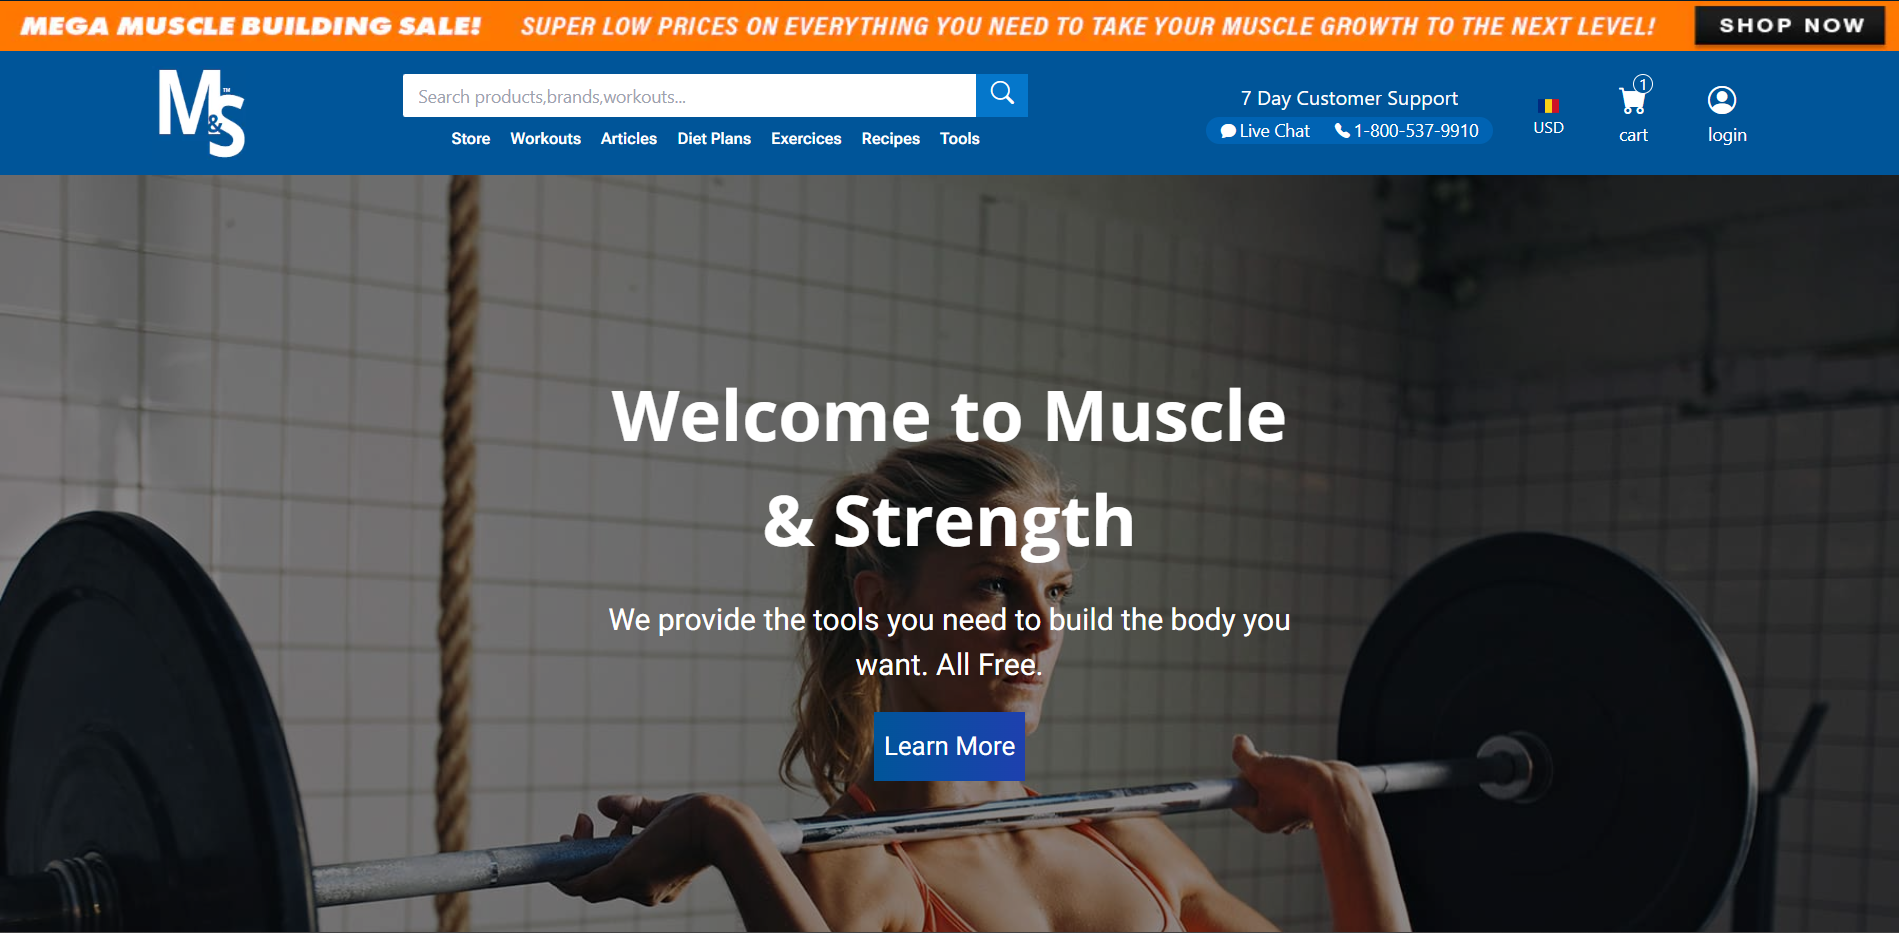 MEGA MUSCLE BUILDING SALE! SUPER LOW PRICES ON EVERYTHING YOU NEED TO TAKE YOUR MUSCLE GROWTH TO THE NEXT LEVEL! SHOP NOW
M&S™
Search products,brands,workouts...
Store Workouts Articles Diet Plans Exercices Recipes Tools
7 Day Customer Support
Live Chat 1-800-537-9910
USD
1
cart
login
Welcome to Muscle
& Strength
We provide the tools you need to build the body you
want. All Free.
Learn More